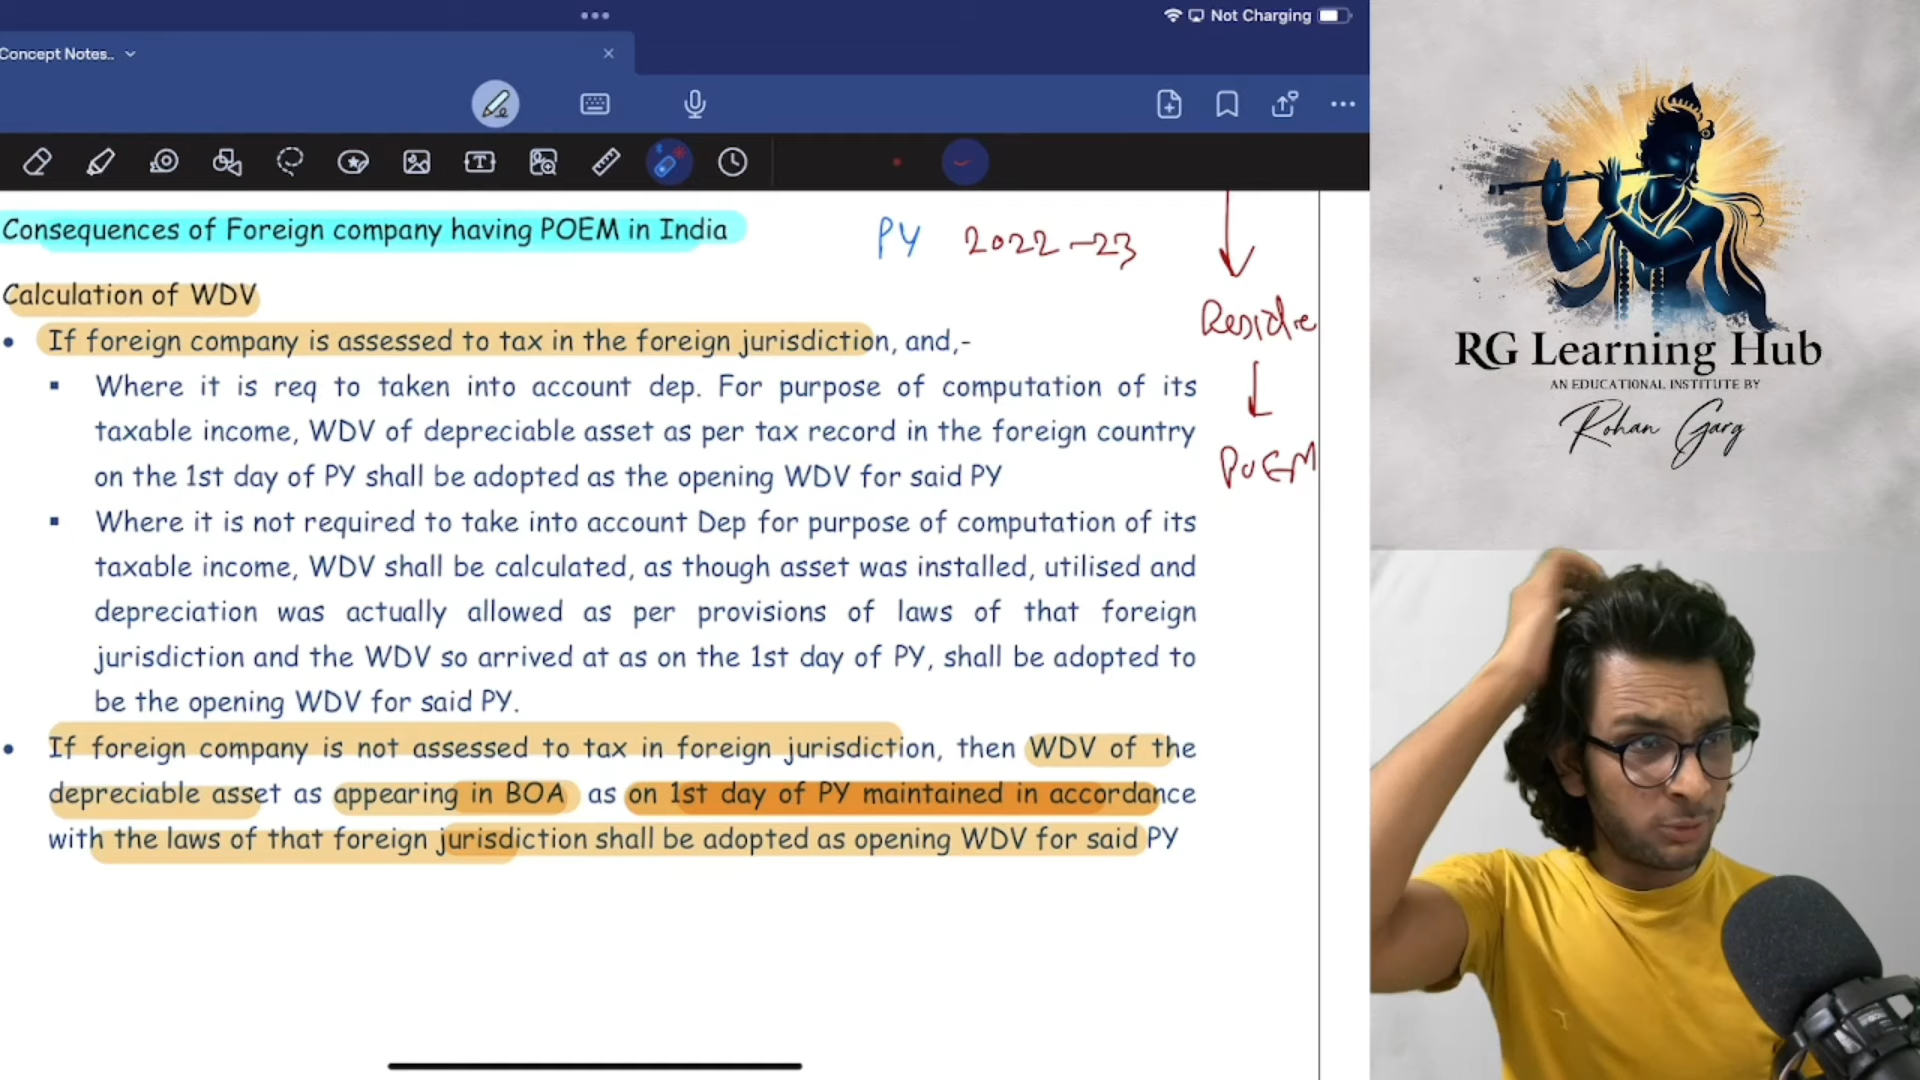 Not Charging
Concept Notes..
Consequences of Foreign company having POEM in India
PY 2022-23
Calculation of WDV
If foreign company is assessed to tax in the foreign jurisdiction, and,-
Where it is req to taken into account dep. For purpose of computation of its
taxable income, WDV of depreciable asset as per tax record in the foreign country
on the 1st day of PY shall be adopted as the opening WDV for said PY
Where it is not required to take into account Dep for purpose of computation of its
taxable income, WDV shall be calculated, as though asset was installed, utilised and
depreciation was actually allowed as per provisions of laws of that foreign
jurisdiction and the WDV so arrived at as on the 1st day of PY, shall be adopted to
be the opening WDV for said PY.
If foreign company is not assessed to tax in foreign jurisdiction, then WDV of the
depreciable asset as appearing in BOA as on 1st day of PY maintained in accordance
with the laws of that foreign jurisdiction shall be adopted as opening WDV for said PY
POEM
RG Learning Hub
AN EDUCATIONAL INSTITUTE BY
Rohan Garg